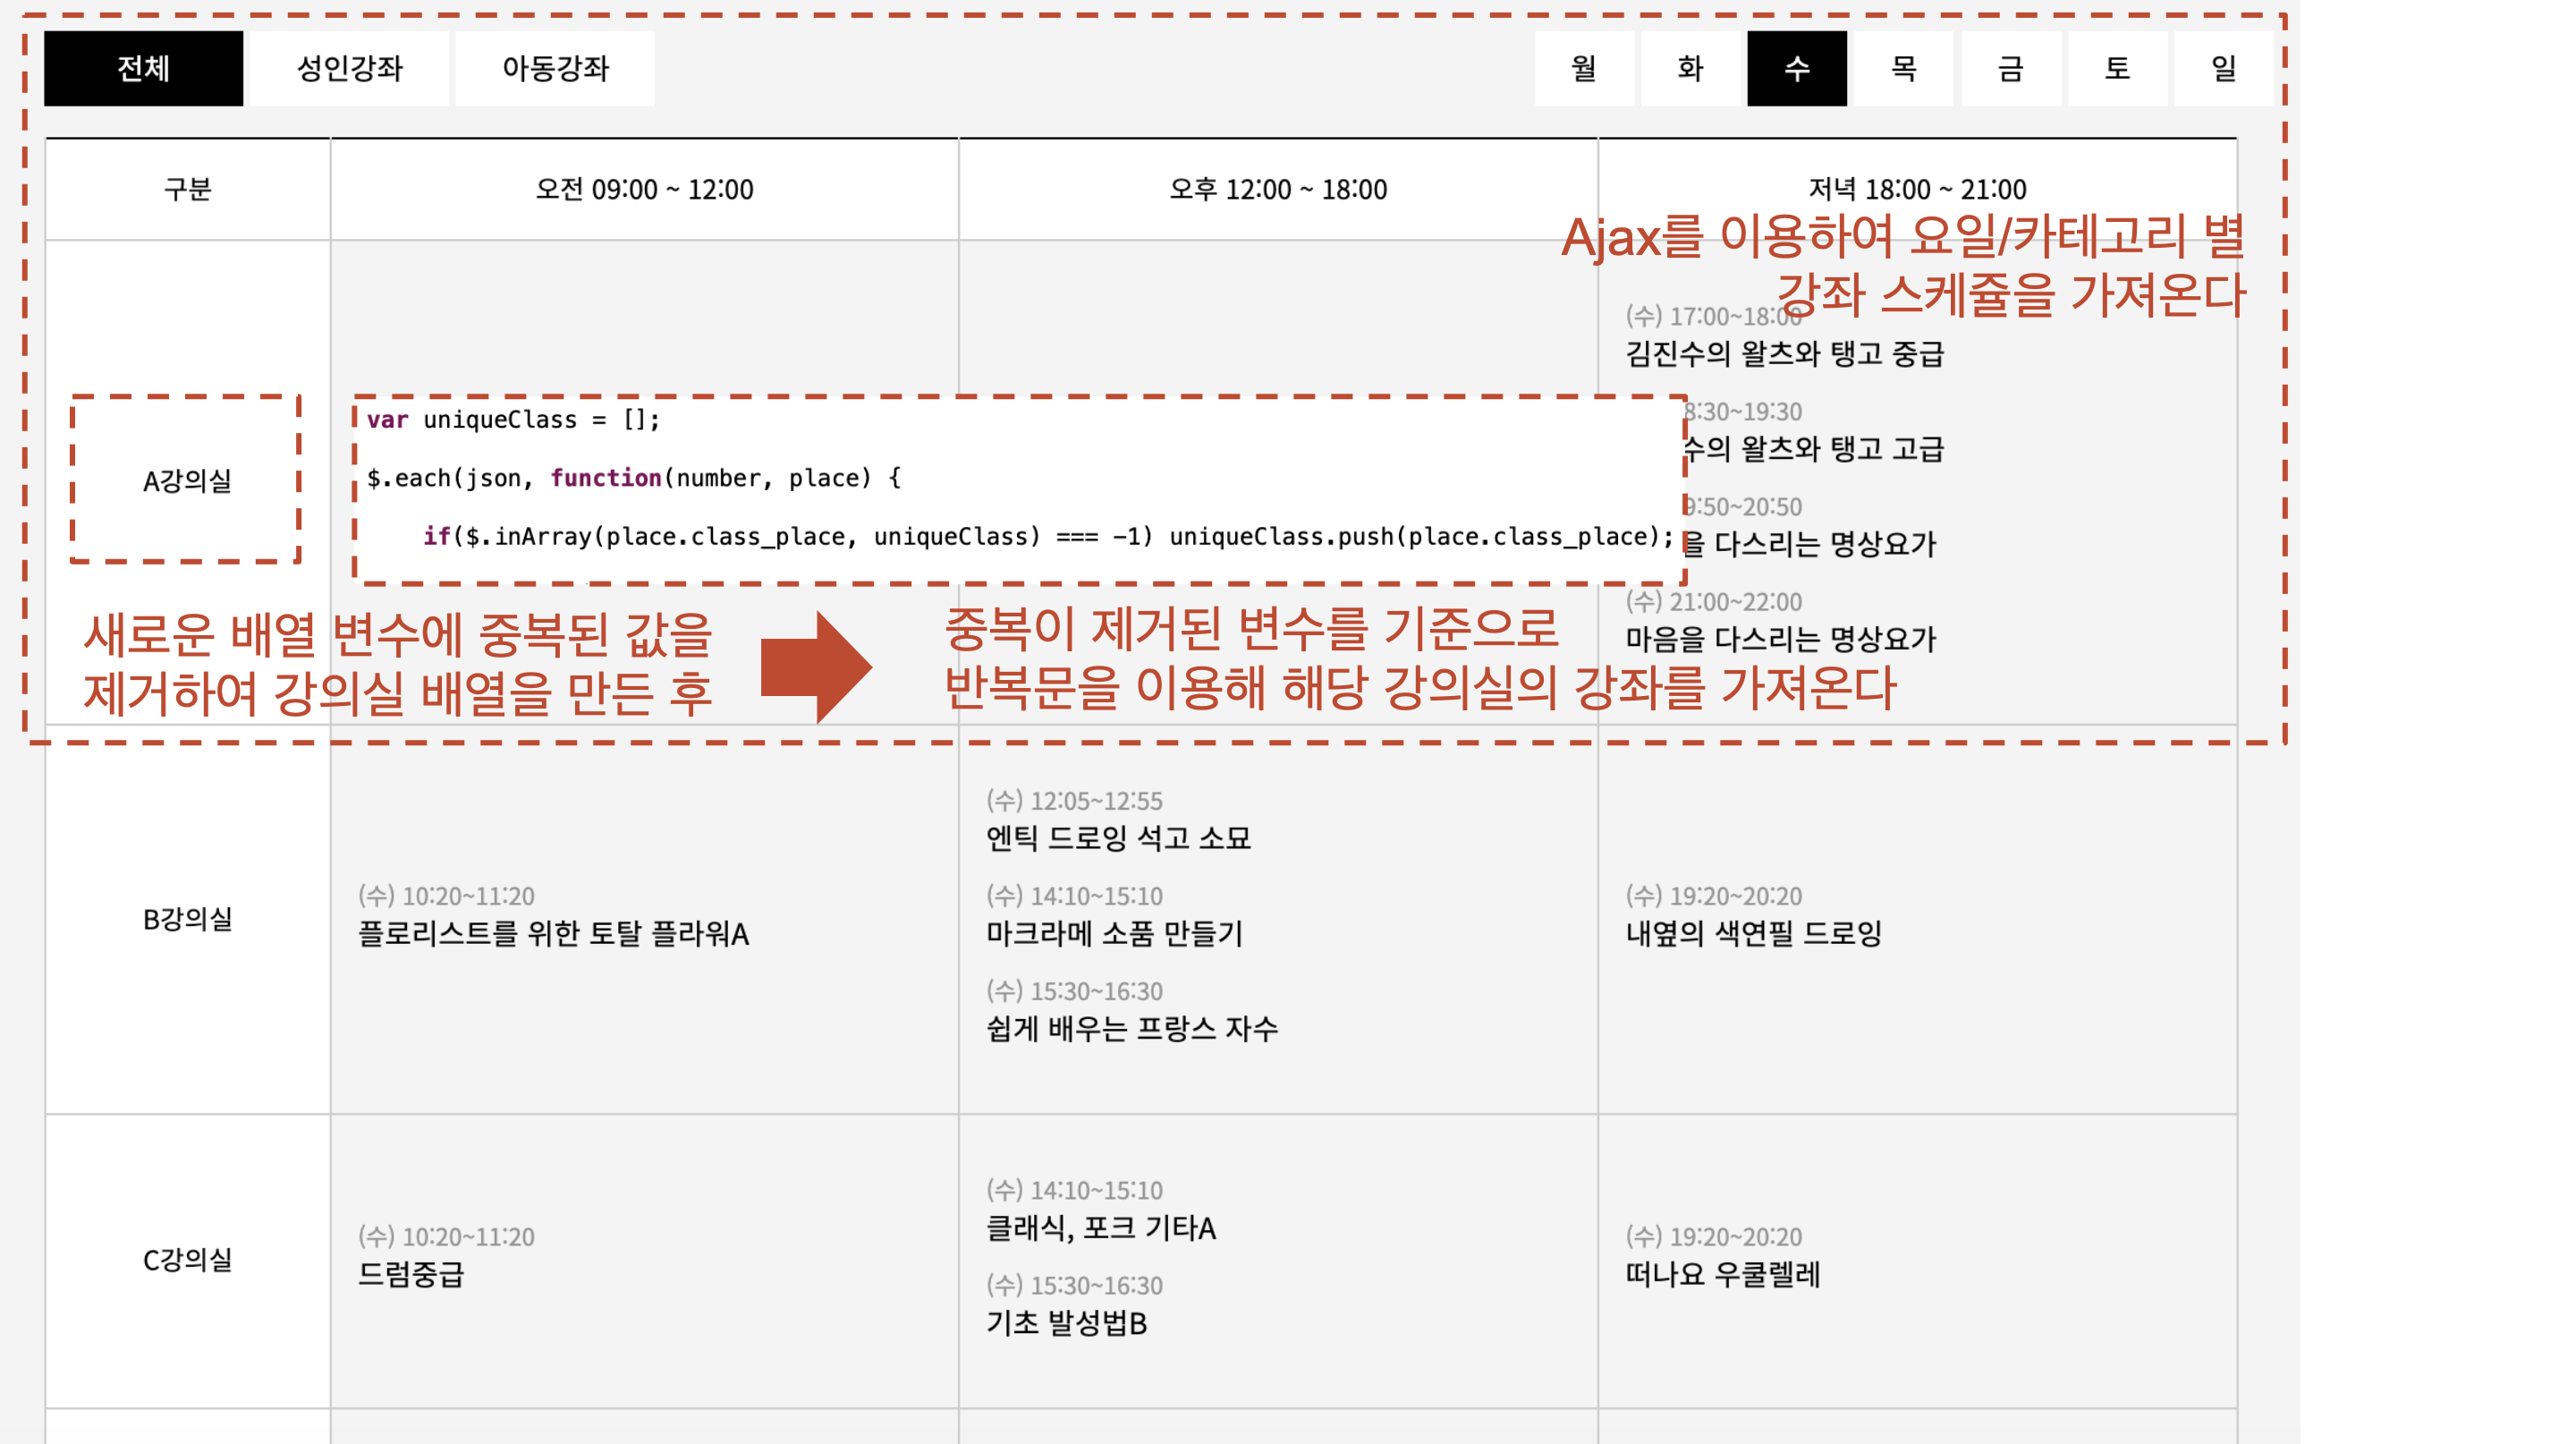 전체 성인강좌 아동강좌 월 화 수 목 금 토 일
구분 오전 09:00 ~ 12:00 오후 12:00 ~ 18:00 저녁 18:00 ~ 21:00
Ajax를 이용하여 요일/카테고리 별
강좌 스케쥴을 가져온다
A강의실
(수) 17:00~18:00
김진수의 왈츠와 탱고 중급
8:30~19:30
수의 왈츠와 탱고 고급
9:50~20:50
을 다스리는 명상요가
(수) 21:00~22:00
마음을 다스리는 명상요가
var uniqueClass = [];
$.each(json, function(number, place) {
if($.inArray(place.class_place, uniqueClass) === -1) uniqueClass.push(place.class_place);
새로운 배열 변수에 중복된 값을
제거하여 강의실 배열을 만든 후
중복이 제거된 변수를 기준으로
반복문을 이용해 해당 강의실의 강좌를 가져온다
B강의실
(수) 10:20~11:20
플로리스트를 위한 토탈 플라워A
(수) 12:05~12:55
엔틱 드로잉 석고 소묘
(수) 14:10~15:10
마크라메 소품 만들기
(수) 15:30~16:30
쉽게 배우는 프랑스 자수
(수) 19:20~20:20
내옆의 색연필 드로잉
C강의실
(수) 10:20~11:20
드럼중급
(수) 14:10~15:10
클래식, 포크 기타A
(수) 15:30~16:30
기초 발성법B
(수) 19:20~20:20
떠나요 우쿨렐레